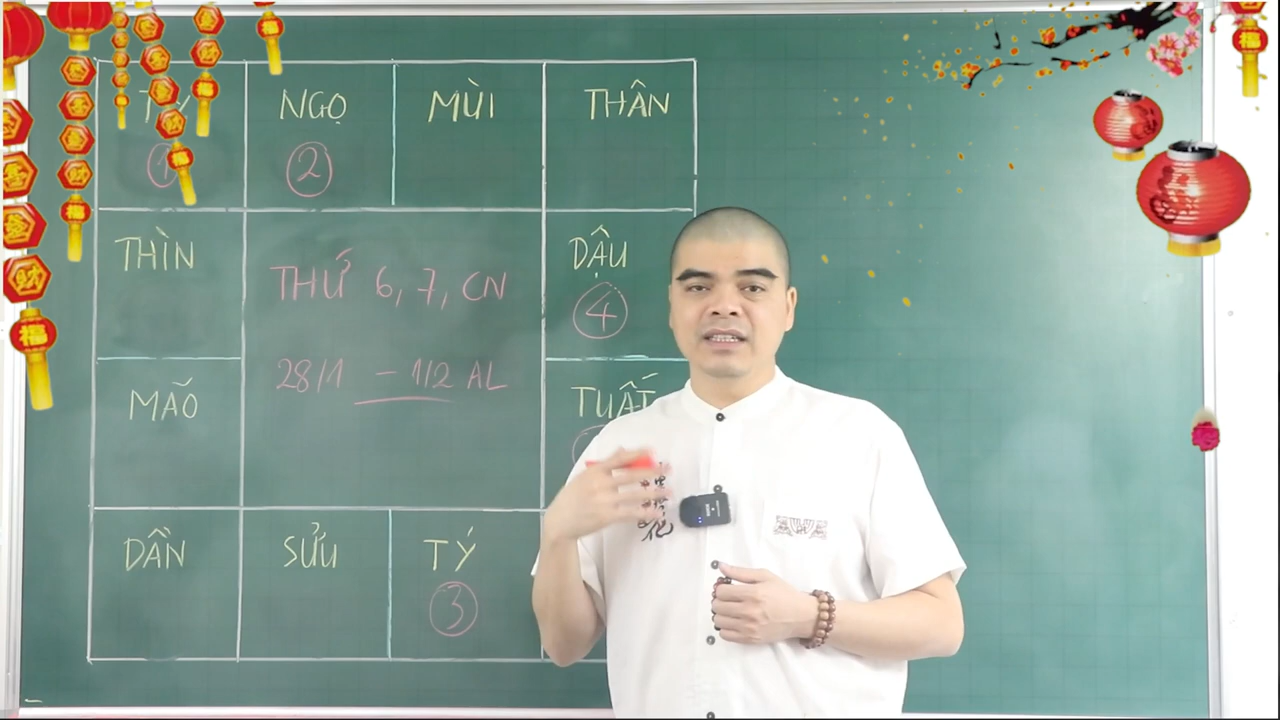 NGỌ
MÙI
THÂN
②
THÌN
DẬU
THỨ 6, 7, CN
④
28/1 – 1/2 AL
MÃO
TUẤT
DẦN
SỬU
TÝ
③